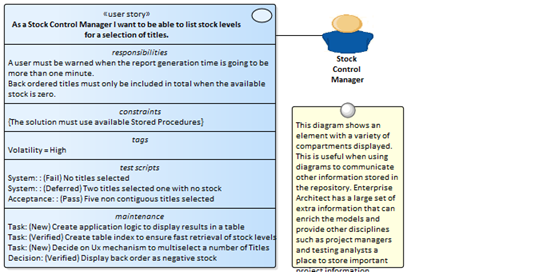 «user story»
As a Stock Control Manager I want to be able to list stock levels
for a selection of titles.
responsibilities
A user must be warned when the report generation time is going to
be more than one minute.
Back ordered titles must only be included in total when the available
stock is zero.
constraints
{The solution must use available Stored Procedures}
tags
Volatility = High
test scripts
System: : (Fail) No titles selected
System: : (Deferred) Two titles selected one with no stock
Acceptance: : (Pass) Five non contiguous titles selected
maintenance
Task: (New) Create application logic to display results in a table
Task: (Verified) Create table index to ensure fast retrieval of stock levels
Task: (New) Decide on Ux mechanism to multiselect a number of Titles
Decision: (Verified) Display back order as negative stock
Stock
Control
Manager
This diagram shows an
element with a variety of
compartments displayed.
This is useful when using
diagrams to communicate
other information stored in
the repository. Enterprise
Architect has a large set of
extra information that can
enrich the models and
provide other disciplines
such as project managers
and testing analysts a
place to store important
project information